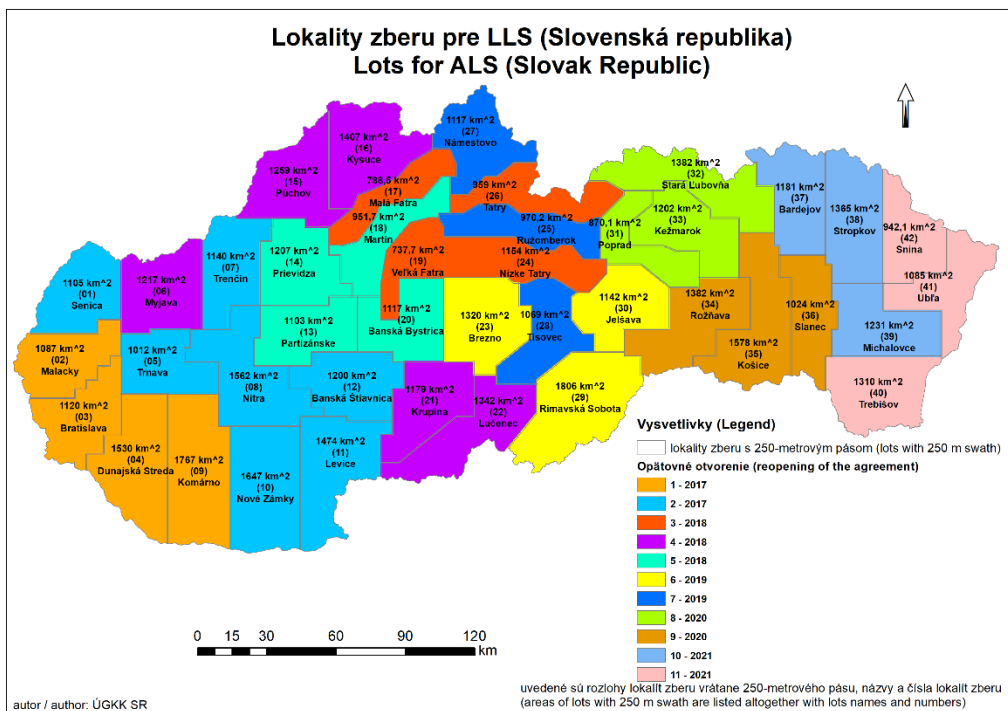 Lokality zberu pre LLS (Slovenská republika)
Lots for ALS (Slovak Republic)
1117 km^2
(27)
Námestovo
1407 km^2
(16)
Kysuce
1259 km^2
(15)
Púchov
788,5 km^2
(17)
Malá Fatra
959 km^2
(26)
Tatry
1382 km^2
(32)
Stará Ľubovňa
1181 km^2
(37)
Bardejov
1365 km^2
(38)
Stropkov
942,1 km^2
(42)
Snina
951,7 km^2
(18)
Martin
970,2 km^2
(25)
Ružomberok
870,1 km^2
(31)
Poprad
1202 km^2
(33)
Kežmarok
1207 km^2
(14)
Prievidza
1140 km^2
(07)
Trenčín
737,7 km^2
(19)
Veľká Fatra
1154 km^2
(24)
Nízke Tatry
1085 km^2
(41)
Ubľa
1105 km^2
(01)
Senica
1217 km^2
(06)
Myjava
1117 km^2
(20)
Banská Bystrica
1320 km^2
(23)
Brezno
1069 km^2
(28)
Tisovec
1142 km^2
(30)
Jelšava
1382 km^2
(34)
Rožňava
1024 km^2
(36)
Slanec
1231 km^2
(39)
Michalovce
1103 km^2
(13)
Partizánske
1087 km^2
(02)
Malacky
1012 km^2
(05)
Trnava
1578 km^2
(35)
Košice
1562 km^2
(08)
Nitra
1200 km^2
(12)
Banská Štiavnica
1179 km^2
(21)
Krupina
1342 km^2
(22)
Lučenec
1806 km^2
(29)
Rimavská Sobota
1310 km^2
(40)
Trebišov
1120 km^2
(03)
Bratislava
1530 km^2
(04)
Dunajská Streda
1767 km^2
(09)
Komárno
1647 km^2
(10)
Nové Zámky
1474 km^2
(11)
Levice
Vysvetlivky (Legend)
lokality zberu s 250-metrovým pásom (lots with 250 m swath)
Opätovné otvorenie (reopening of the agreement)
1 - 2017
2 - 2017
3 - 2018
4 - 2018
5 - 2018
6 - 2019
7 - 2019
8 - 2020
9 - 2020
10 - 2021
11 - 2021
0 15 30 60 90 120
km
uvedené sú rozlohy lokalít zberu vrátane 250-metrového pásu, názvy a čísla lokalít zberu
(areas of lots with 250 m swath are listed altogether with lots names and numbers)
autor / author: ÚGKK SR